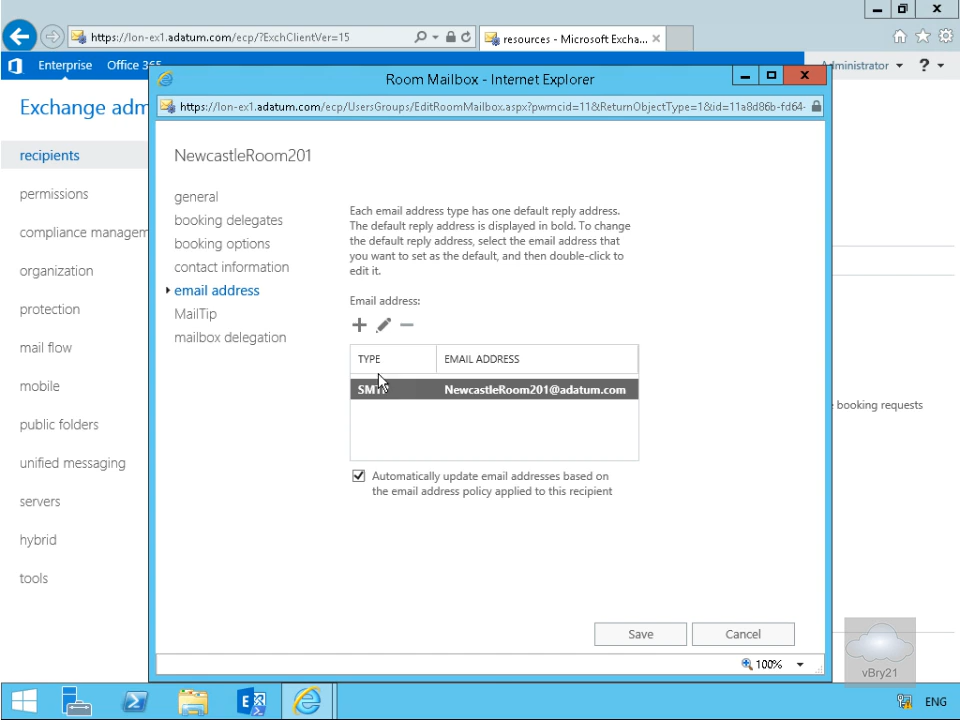 https://lon-ex1.adatum.com/ecp/?ExchClientVer=15
resources - Microsoft Excha...
Enterprise Office 365
Administrator
?
Exchange adm
Room Mailbox - Internet Explorer
https://lon-ex1.adatum.com/ecp/UsersGroups/EditRoomMailbox.aspx?pwmcid=11&ReturnObjectType=1&id=11a8d86b-fd64-
recipients
permissions
compliance managem
organization
protection
mail flow
mobile
public folders
unified messaging
servers
hybrid
tools
NewcastleRoom201
general
booking delegates
booking options
contact information
email address
MailTip
mailbox delegation
Each email address type has one default reply address.
The default reply address is displayed in bold. To change
the default reply address, select the email address that
you want to set as the default, and then double-click to
edit it.
Email address:
TYPE EMAIL ADDRESS
SMTP NewcastleRoom201@adatum.com
Automatically update email addresses based on
the email address policy applied to this recipient
booking requests
Save Cancel
100%
vBry21
ENG